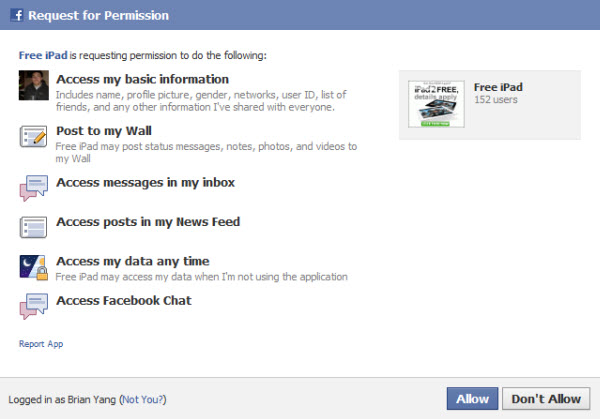 Request for Permission
Free iPad is requesting permission to do the following:
Access my basic information
Includes name, profile picture, gender, networks, user ID, list of
friends, and any other information I've shared with everyone.
Post to my Wall
Free iPad may post status messages, notes, photos, and videos to
my Wall
Access messages in my inbox
Access posts in my News Feed
Access my data any time
Free iPad may access my data when I'm not using the application
Access Facebook Chat
Report App
iPad2 FREE,
details apply
Free iPad
152 users
Logged in as Brian Yang (Not You?)
Allow
Don't Allow